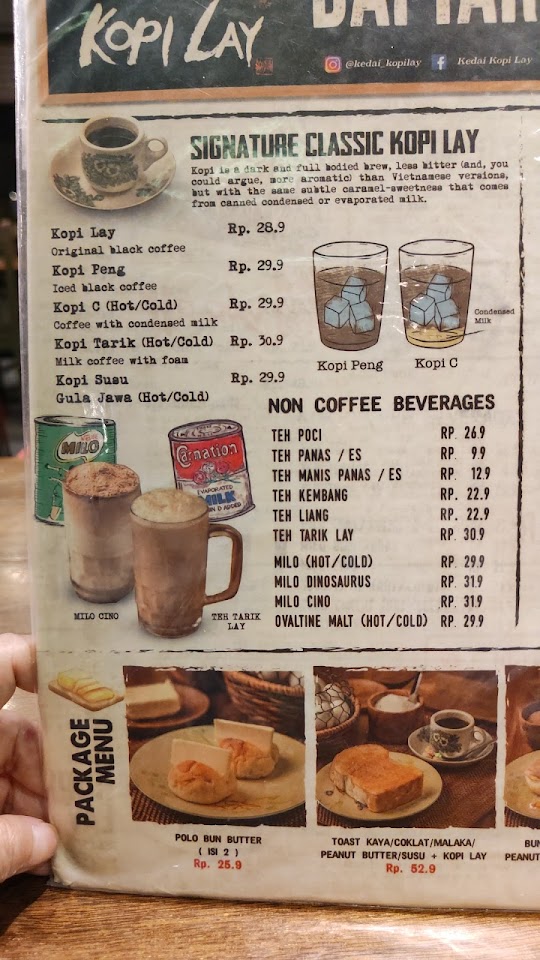 KOPI LAY
@kedai_kopilay
Kedai Kopi Lay
SIGNATURE CLASSIC KOPI LAY
Kopi is a dark and full bodied brew, less bitter (and, you
could argue, more aromatic) than Vietnamese versions,
but with the same subtle caramel-sweetness that comes
from canned condensed or evaporated milk.
Kopi Lay Rp. 28.9
Original black coffee
Kopi Peng Rp. 29.9
Iced black coffee
Kopi C (Hot/Cold) Rp. 29.9
Coffee with condensed milk
Kopi Tarik (Hot/Cold) Rp. 30.9
Milk coffee with foam
Kopi Susu Rp. 29.9
Gula Jawa (Hot/Cold)
Condensed
Milk
Kopi Peng
Kopi C
NON COFFEE BEVERAGES
TEH POCI RP. 26.9
TEH PANAS / ES RP. 9.9
TEH MANIS PANAS / ES RP. 12.9
TEH KEMBANG RP. 22.9
TEH LIANG RP. 22.9
TEH TARIK LAY RP. 30.9
MILO (HOT/COLD) RP. 29.9
MILO DINOSAURUS RP. 31.9
MILO CINO RP. 31.9
OVALTINE MALT (HOT/COLD) RP. 29.9
MILO
Carnation
EVAPORATED
MILK
MILO CINO
TEH TARIK
LAY
PACKAGE
MENU
POLO BUN BUTTER
( ISI 2 )
Rp. 25.9
TOAST KAYA/COKLAT/MALAKA/
PEANUT BUTTER/SUSU + KOPI LAY
Rp. 52.9